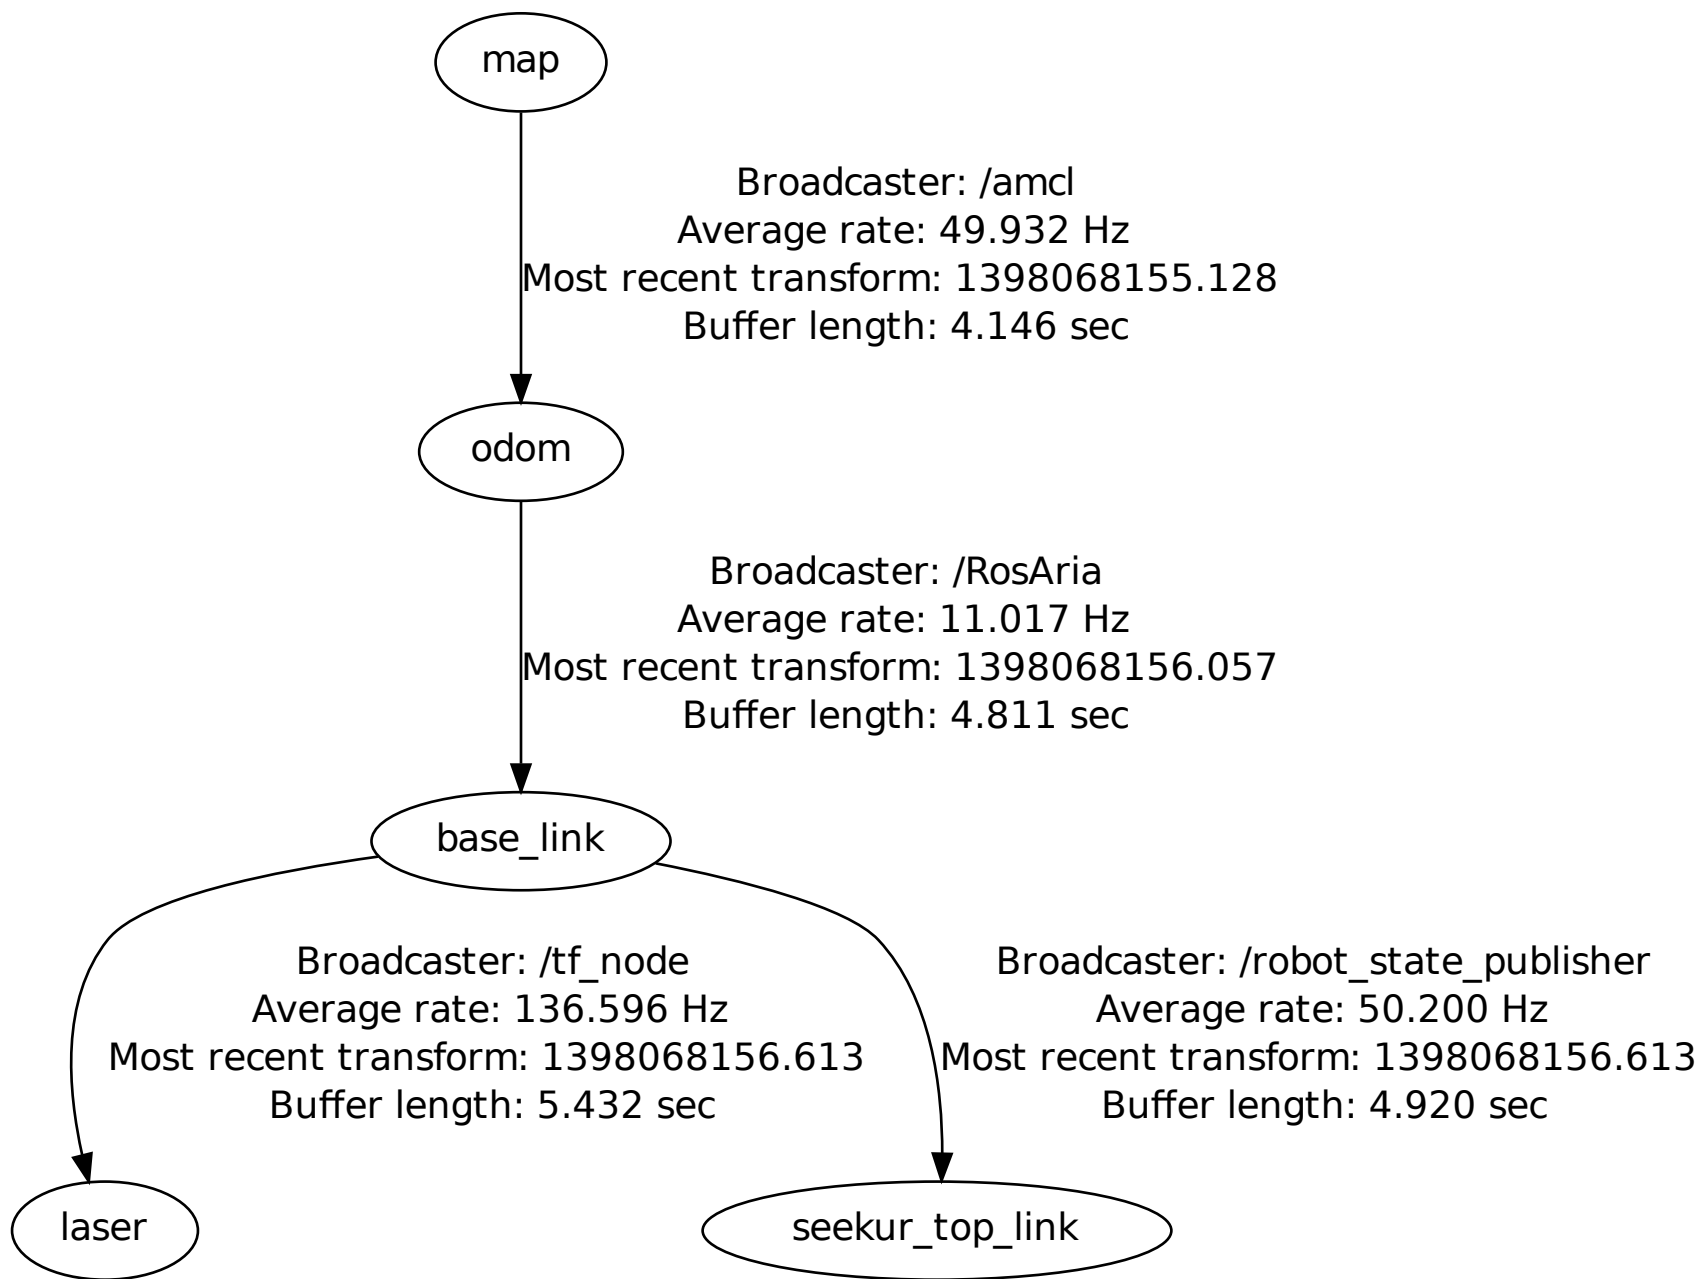 map
Broadcaster: /amcl
Average rate: 49.932 Hz
Most recent transform: 1398068155.128
Buffer length: 4.146 sec
odom
Broadcaster: /RosAria
Average rate: 11.017 Hz
Most recent transform: 1398068156.057
Buffer length: 4.811 sec
base_link
Broadcaster: /tf_node
Average rate: 136.596 Hz
Most recent transform: 1398068156.613
Buffer length: 5.432 sec
Broadcaster: /robot_state_publisher
Average rate: 50.200 Hz
Most recent transform: 1398068156.613
Buffer length: 4.920 sec
laser
seekur_top_link